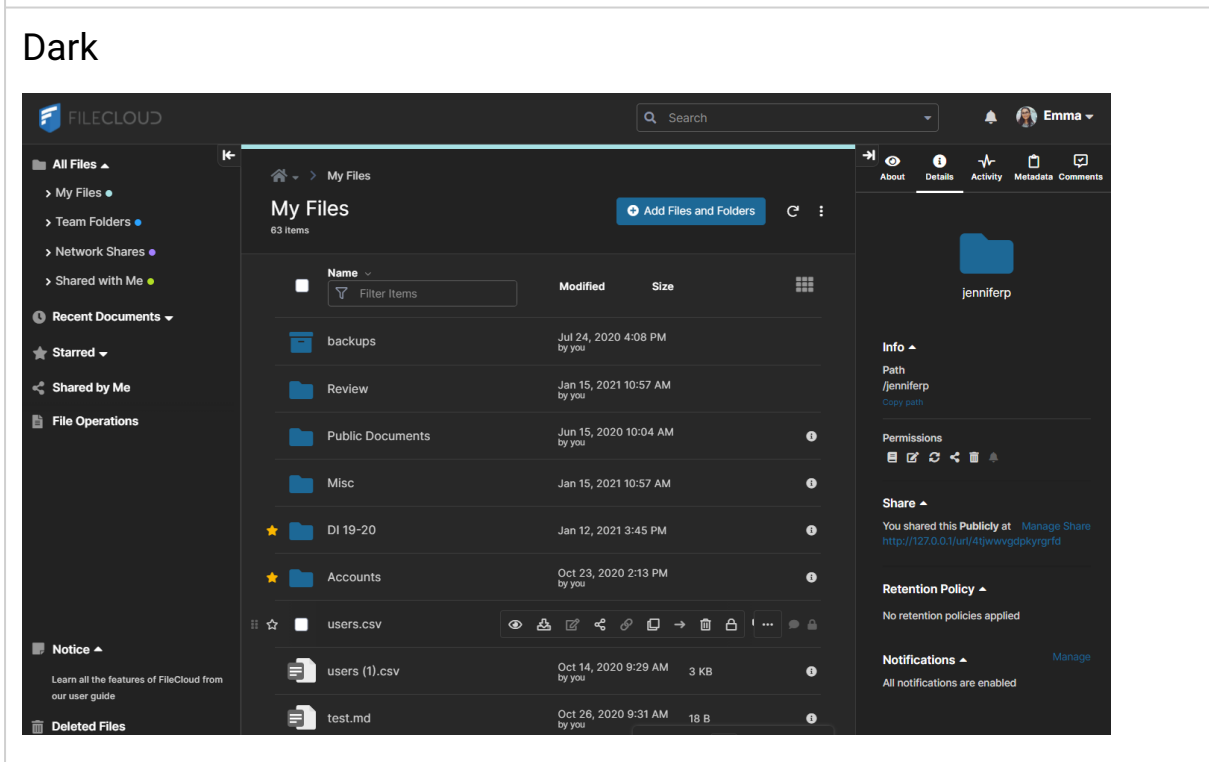 Dark
FILECLOUD
Search
Emma
All Files
My Files
Team Folders
Network Shares
Shared with Me
Recent Documents
Starred
Shared by Me
File Operations
Notice
Learn all the features of FileCloud from
our user guide
Deleted Files
My Files
My Files
63 items
Add Files and Folders
Name
Filter Items
Modified
Size
backups
Jul 24, 2020 4:08 PM
by you
Review
Jan 15, 2021 10:57 AM
by you
Public Documents
Jun 15, 2020 10:04 AM
by you
Misc
Jan 15, 2021 10:57 AM
DI 19-20
Jan 12, 2021 3:45 PM
Accounts
Oct 23, 2020 2:13 PM
by you
users.csv
users (1).csv
Oct 14, 2020 9:29 AM
by you
3 KB
test.md
Oct 26, 2020 9:31 AM
by you
18 B
About Details Activity Metadata Comments
jenniferp
Info
Path
/jenniferp
Copy path
Permissions
Share
You shared this Publicly at Manage Share
http://127.0.0.1/url/4tjwwvgdpkyrgrfd
Retention Policy
No retention policies applied
Notifications Manage
All notifications are enabled